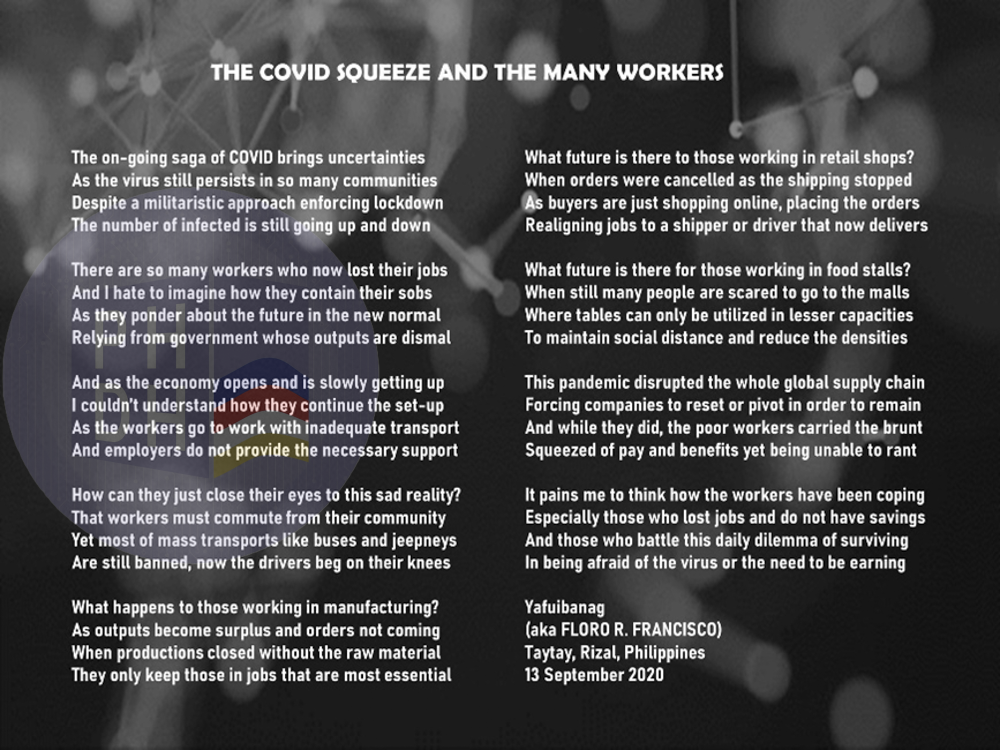 THE COVID SQUEEZE AND THE MANY WORKERS
The on-going saga of COVID brings uncertainties
As the virus still persists in so many communities
Despite a militaristic approach enforcing lockdown
The number of infected is still going up and down
There are so many workers who now lost their jobs
And I hate to imagine how they contain their sobs
As they ponder about the future in the new normal
Relying from government whose outputs are dismal
And as the economy opens and is slowly getting up
I couldn't understand how they continue the set-up
As the workers go to work with inadequate transport
And employers do not provide the necessary support
How can they just close their eyes to this sad reality?
That workers must commute from their community
Yet most of mass transports like buses and jeepneys
Are still banned, now the drivers beg on their knees
What happens to those working in manufacturing?
As outputs become surplus and orders not coming
When productions closed without the raw material
They only keep those in jobs that are most essential
What future is there to those working in retail shops?
When orders were cancelled as the shipping stopped
As buyers are just shopping online, placing the orders
Realigning jobs to a shipper or driver that now delivers
What future is there for those working in food stalls?
When still many people are scared to go to the malls
Where tables can only be utilized in lesser capacities
To maintain social distance and reduce the densities
This pandemic disrupted the whole global supply chain
Forcing companies to reset or pivot in order to remain
And while they did, the poor workers carried the brunt
Squeezed of pay and benefits yet being unable to rant
It pains me to think how the workers have been coping
Especially those who lost jobs and do not have savings
And those who battle this daily dilemma of surviving
In being afraid of the virus or the need to be earning
Yafuibanag
(aka FLORO R. FRANCISCO)
Taytay, Rizal, Philippines
13 September 2020